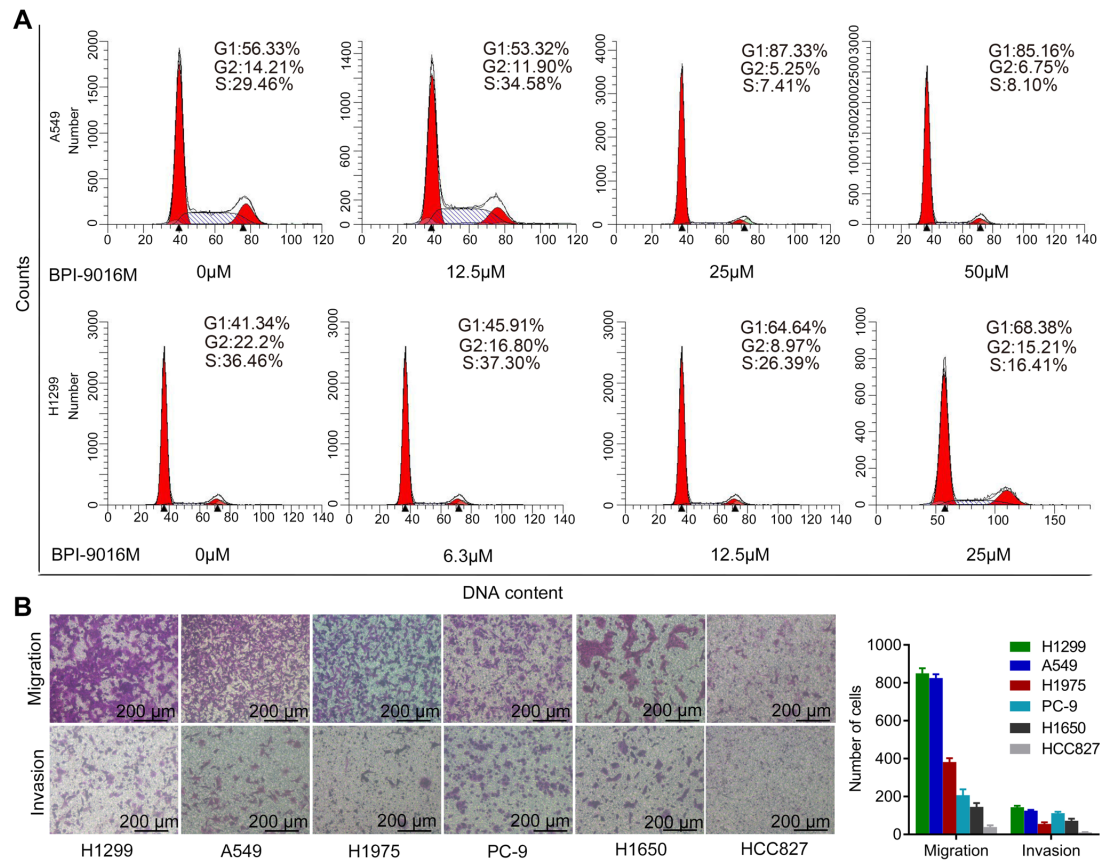 A
A549
Number
2000
1500
1000
500
0
0 20 40 60 80 100 120
G1:56.33%
G2:14.21%
S:29.46%
1400
1000
600
200
0
0 20 40 60 80 100 120
G1:53.32%
G2:11.90%
S:34.58%
4000
3000
2000
1000
0
0 20 40 60 80 100 120
G1:87.33%
G2:5.25%
S:7.41%
3000
2500
2000
1500
1000
500
0
0 20 40 60 80 100 120
G1:85.16%
G2:6.75%
S:8.10%
BPI-9016M 0μM 12.5μM 25μM 50μM
Counts
H1299
Number
3000
2000
1000
0
0 20 40 60 80 100 120 140
G1:41.34%
G2:22.2%
S:36.46%
3000
2000
1000
0
0 20 40 60 80 100 120 140
G1:45.91%
G2:16.80%
S:37.30%
3000
2000
1000
0
0 20 40 60 80 100 120 140
G1:64.64%
G2:8.97%
S:26.39%
1000
800
600
400
200
0
0 50 100 150
G1:68.38%
G2:15.21%
S:16.41%
BPI-9016M 0μM 6.3μM 12.5μM 25μM
DNA content
B
Migration
200 μm 200 μm 200 μm 200 μm 200 μm 200 μm
Invasion
200 μm 200 μm 200 μm 200 μm 200 μm 200 μm
H1299 A549 H1975 PC-9 H1650 HCC827
Number of cells
1000
800
600
400
200
0
H1299
A549
H1975
PC-9
H1650
HCC827
Migration Invasion